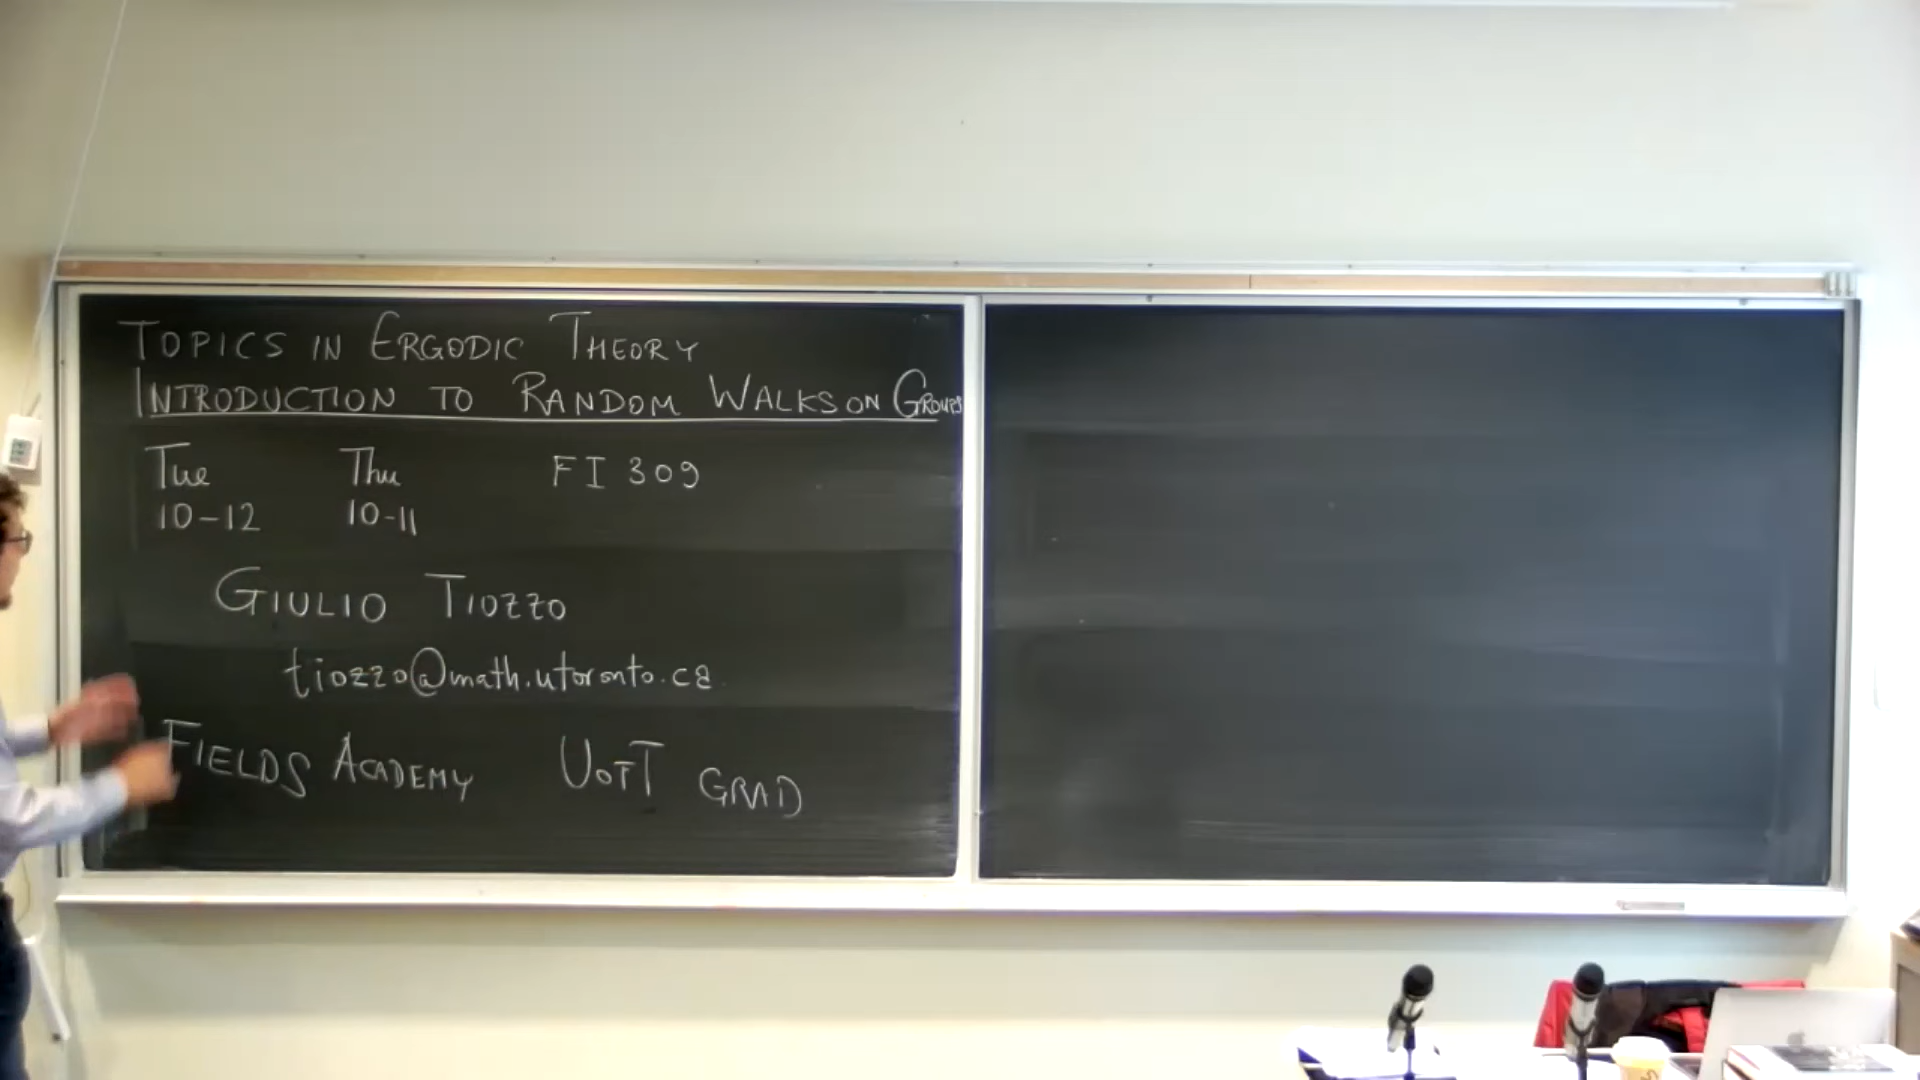 TOPICS IN ERGODIC THEORY
INTRODUCTION TO RANDOM WALKS ON GROUPS
Tue Thu FI 309
10-12 10-11
GIULIO TIOZZO
tiozzo@math.utoronto.ca
FIELDS ACADEMY UOFT GRAD